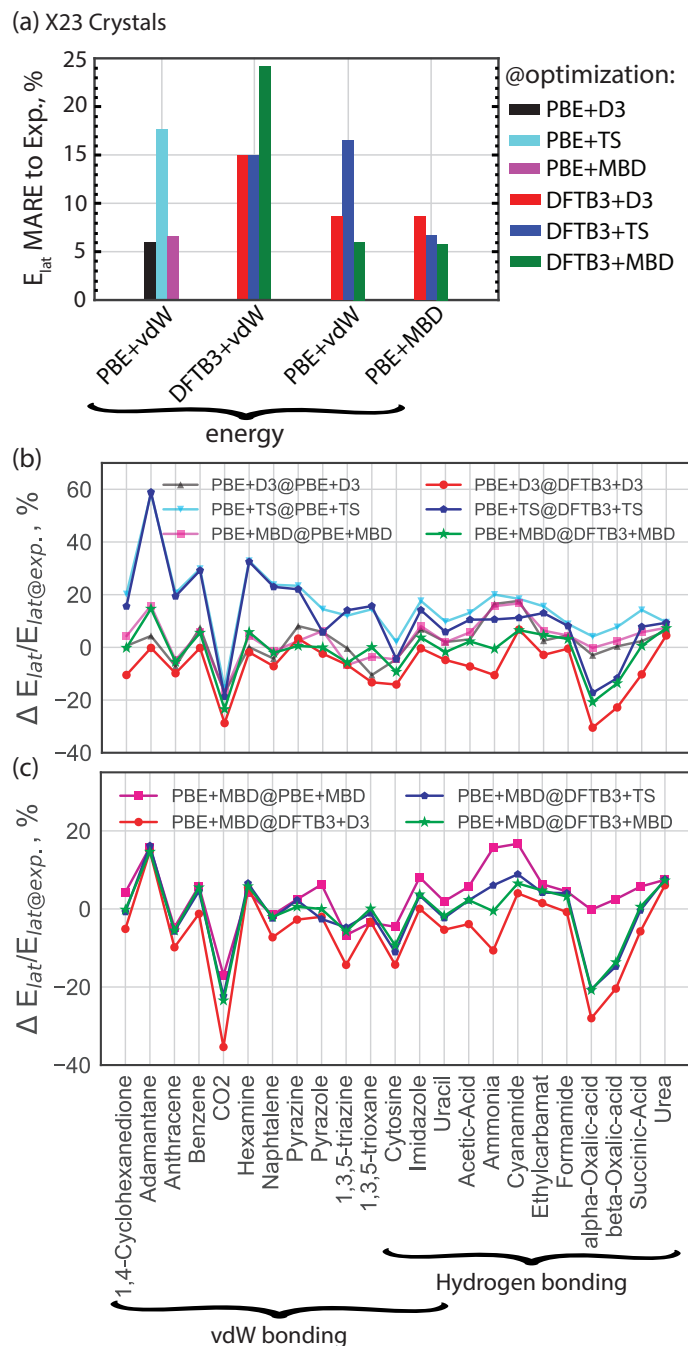 (a) X23 Crystals
E_lat MARE to Exp., %
25
20
15
10
5
0
@optimization:
PBE+D3
PBE+TS
PBE+MBD
DFTB3+D3
DFTB3+TS
DFTB3+MBD
PBE+vdW
DFTB3+vdW
PBE+vdW
PBE+MBD
energy
(b)
Δ E_lat/E_lat@exp. , %
60
40
20
0
−20
−40
PBE+D3@PBE+D3
PBE+TS@PBE+TS
PBE+MBD@PBE+MBD
PBE+D3@DFTB3+D3
PBE+TS@DFTB3+TS
PBE+MBD@DFTB3+MBD
(c)
Δ E_lat/E_lat@exp. , %
20
0
−20
−40
PBE+MBD@PBE+MBD
PBE+MBD@DFTB3+D3
PBE+MBD@DFTB3+TS
PBE+MBD@DFTB3+MBD
1,4-Cyclohexanedione
Adamantane
Anthracene
Benzene
CO2
Hexamine
Naphtalene
Pyrazine
Pyrazole
1,3,5-triazine
1,3,5-trioxane
Cytosine
Imidazole
Uracil
Acetic-Acid
Ammonia
Cyanamide
Ethylcarbamat
Formamide
alpha-Oxalic-acid
beta-Oxalic-acid
Succinic-Acid
Urea
Hydrogen bonding
vdW bonding